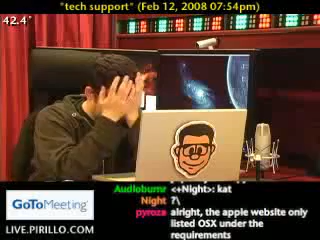 "tech support" (Feb 12, 2008 07:54pm)
42.4°
Audioburnr <+Night>: kat
Night 7\
pyroza alright, the apple website only
listed OSX under the
requirements
GoToMeeting
LIVE.PIRILLO.COM